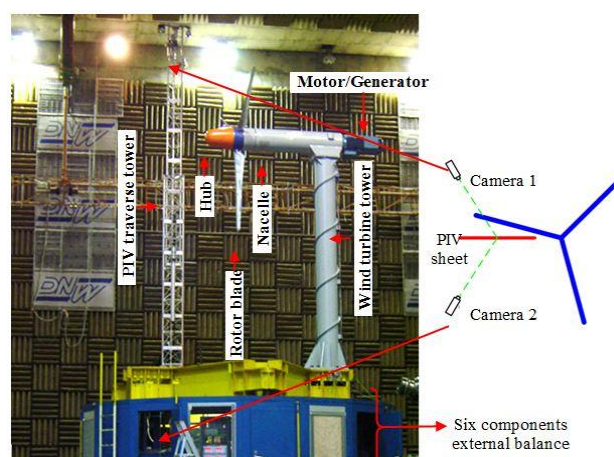 Motor/Generator
DNW
DNW
DNW
PIV traverse tower
Hub
Nacelle
Rotor blade
Wind turbine tower
Camera 1
PIV
sheet
Camera 2
Six components
external balance